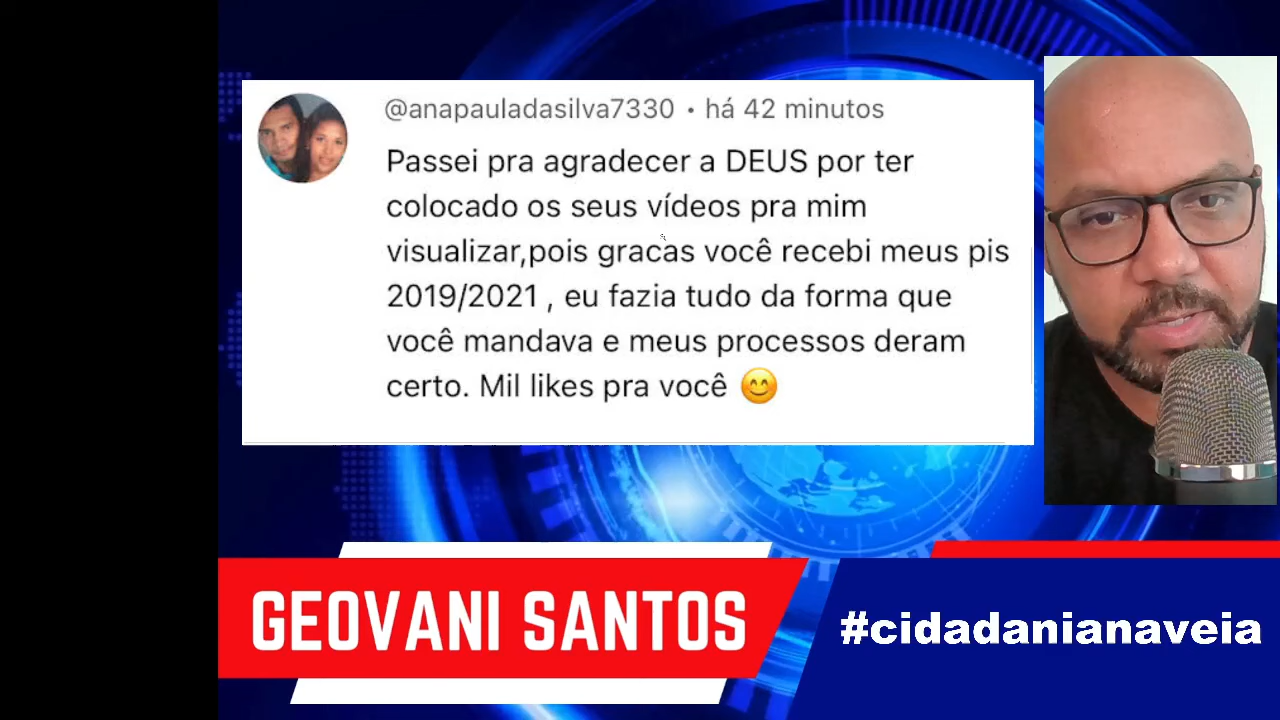 @anapauladasilva7330 • há 42 minutos
Passei pra agradecer a DEUS por ter
colocado os seus vídeos pra mim
visualizar,pois gracas você recebi meus pis
2019/2021 , eu fazia tudo da forma que
você mandava e meus processos deram
certo. Mil likes pra você 😊
GEOVANI SANTOS
#cidadanianaveia